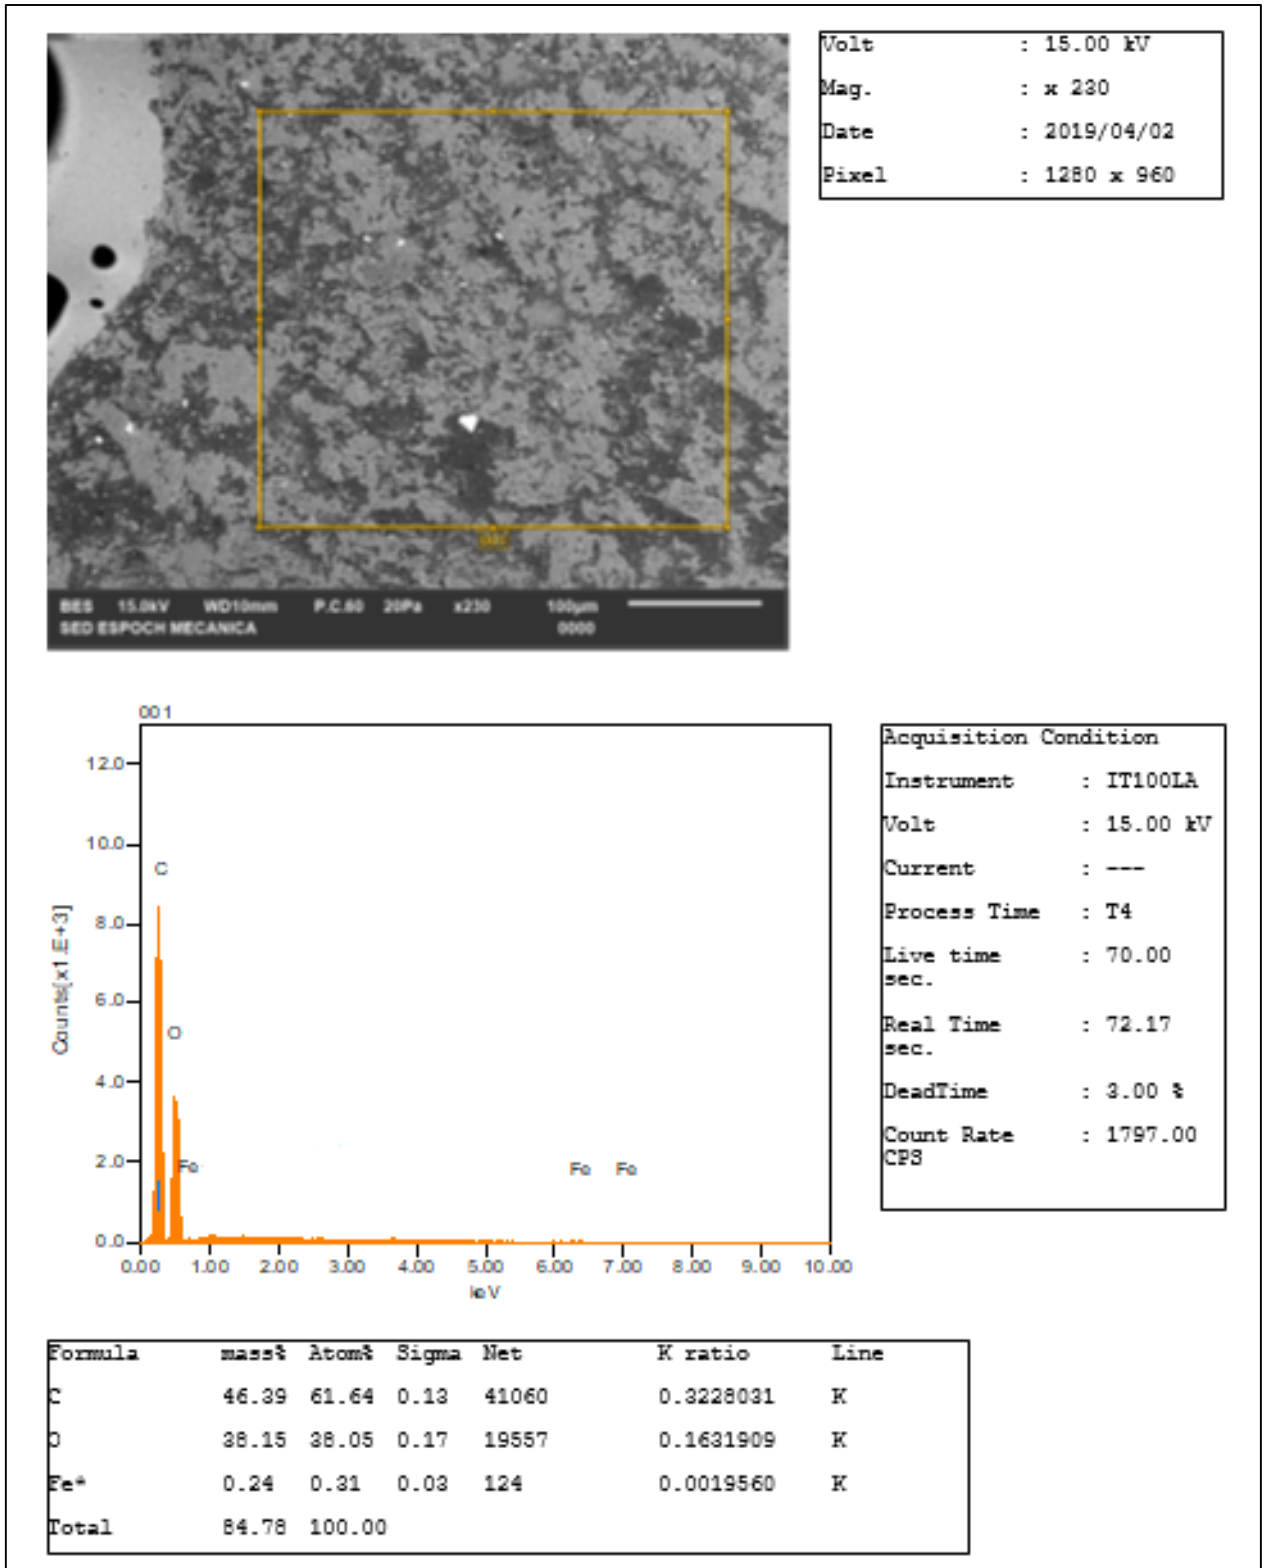 Volt : 15.00 kV
Mag. : x 230
Date : 2019/04/02
Pixel : 1280 x 960
BES 15.0kV WD10mm P.C.60 20Pa x230 100µm
SED ESPOCH MECANICA 0000
001
12.0
10.0
8.0
6.0
4.0
2.0
0.0
Counts[x1.E+3]
C
O
Fe
Fe Fe
0.00 1.00 2.00 3.00 4.00 5.00 6.00 7.00 8.00 9.00 10.00
keV
Acquisition Condition
Instrument : IT100LA
Volt : 15.00 kV
Current : ---
Process Time : T4
Live time : 70.00
sec.
Real Time : 72.17
sec.
DeadTime : 3.00 %
Count Rate : 1797.00
CPS
Formula mass% Atom% Sigma Net K ratio Line
C 46.39 61.64 0.13 41060 0.3228031 K
O 38.15 38.05 0.17 19557 0.1631909 K
Fe* 0.24 0.31 0.03 124 0.0019560 K
Total 84.78 100.00